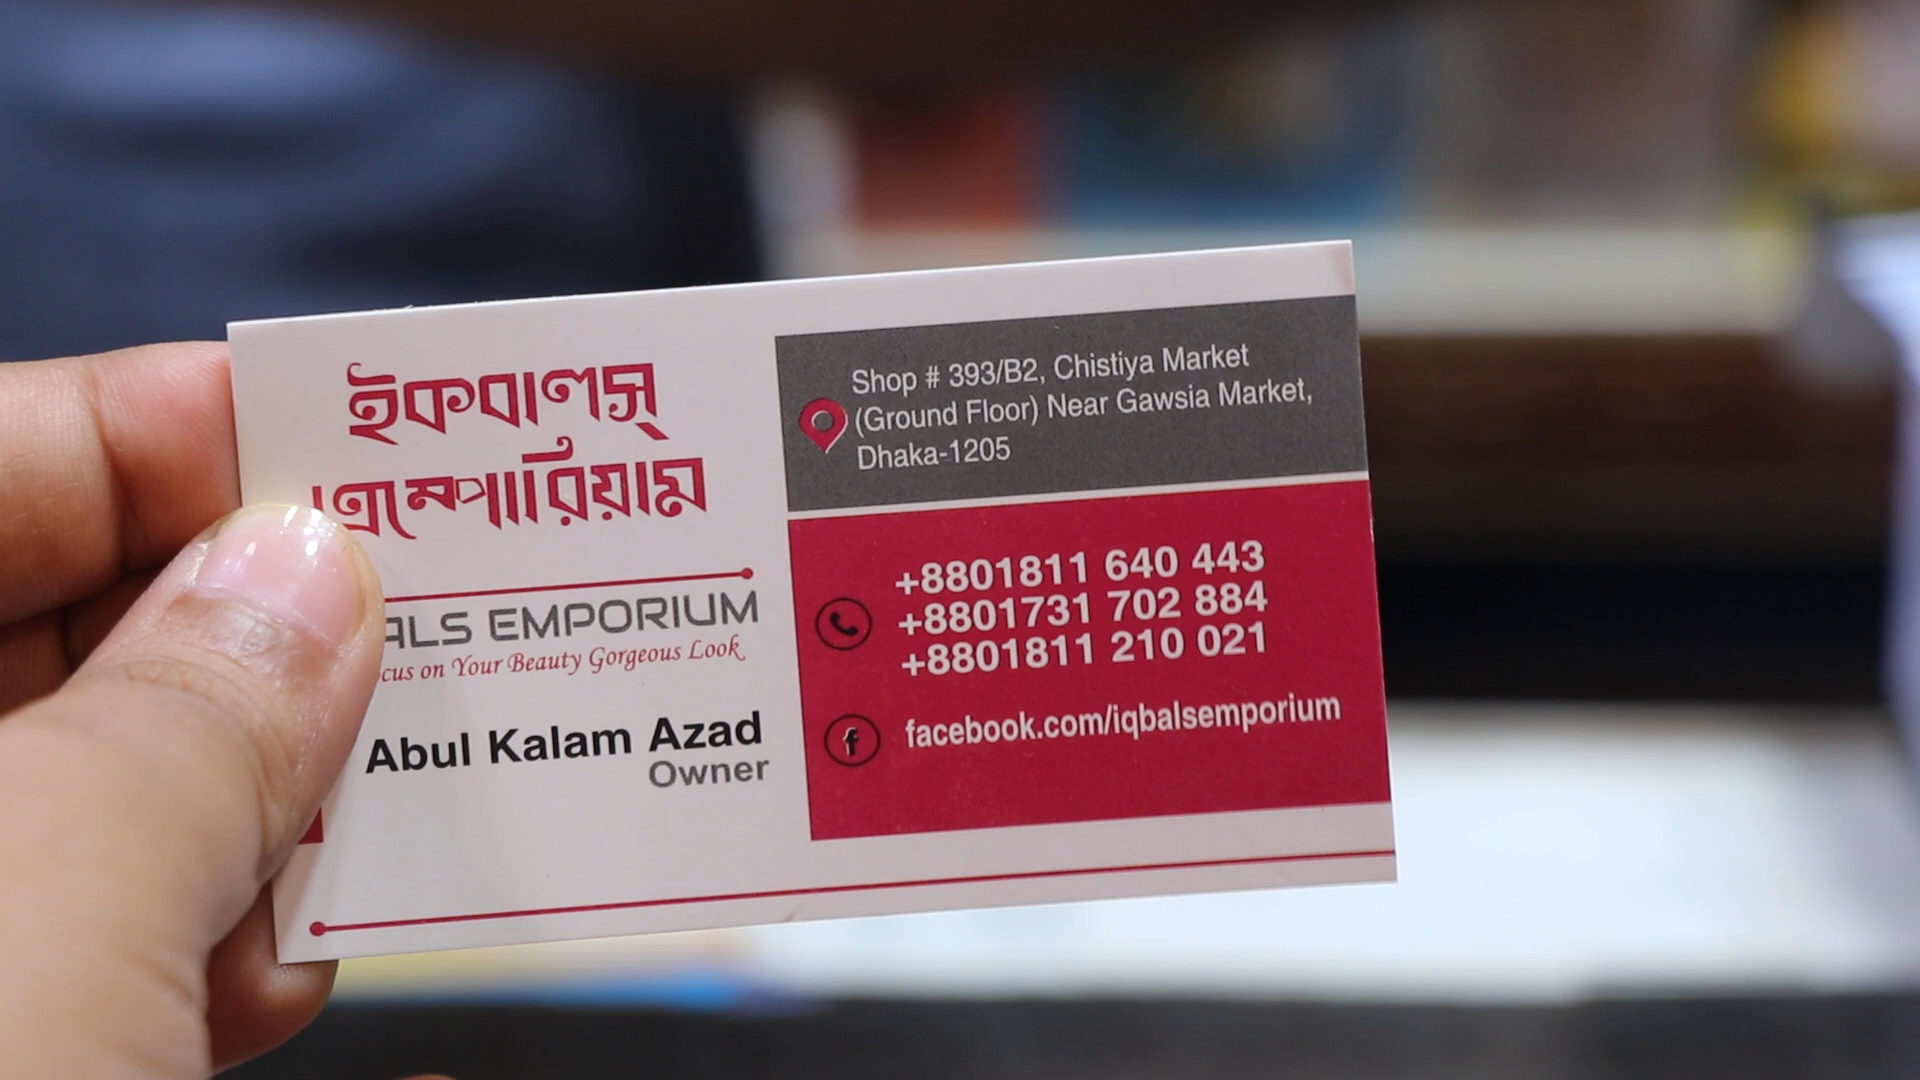 ইকবালস্
এম্পোরিয়াম
EMPORIUM
on Your Beauty Gorgeous Look
Abul Kalam Azad
Owner
Shop # 393/B2, Chistiya Market
(Ground Floor) Near Gawsia Market,
Dhaka-1205
+8801811 640 443
+8801731 702 884
+8801811 210 021
facebook.com/iqbalsemporium